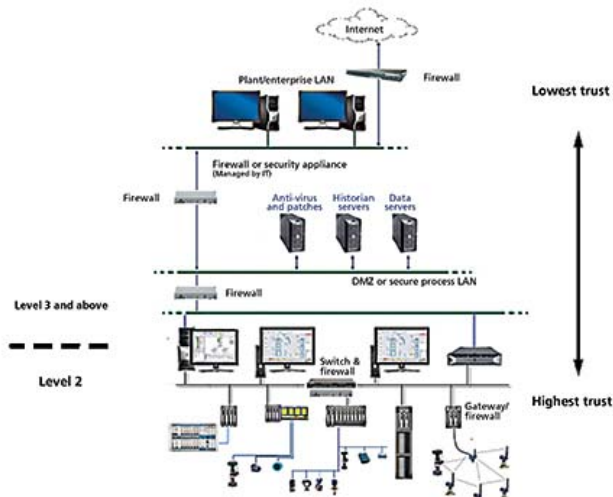 Internet
Firewall
Plant/enterprise LAN
Lowest trust
Firewall or security appliance
(Managed by IT)
Firewall
Anti-virus
and patches
Historian
servers
Data
servers
DMZ or secure process LAN
Firewall
Level 3 and above
Switch &
firewall
Level 2
Highest trust
Gateway/
firewall